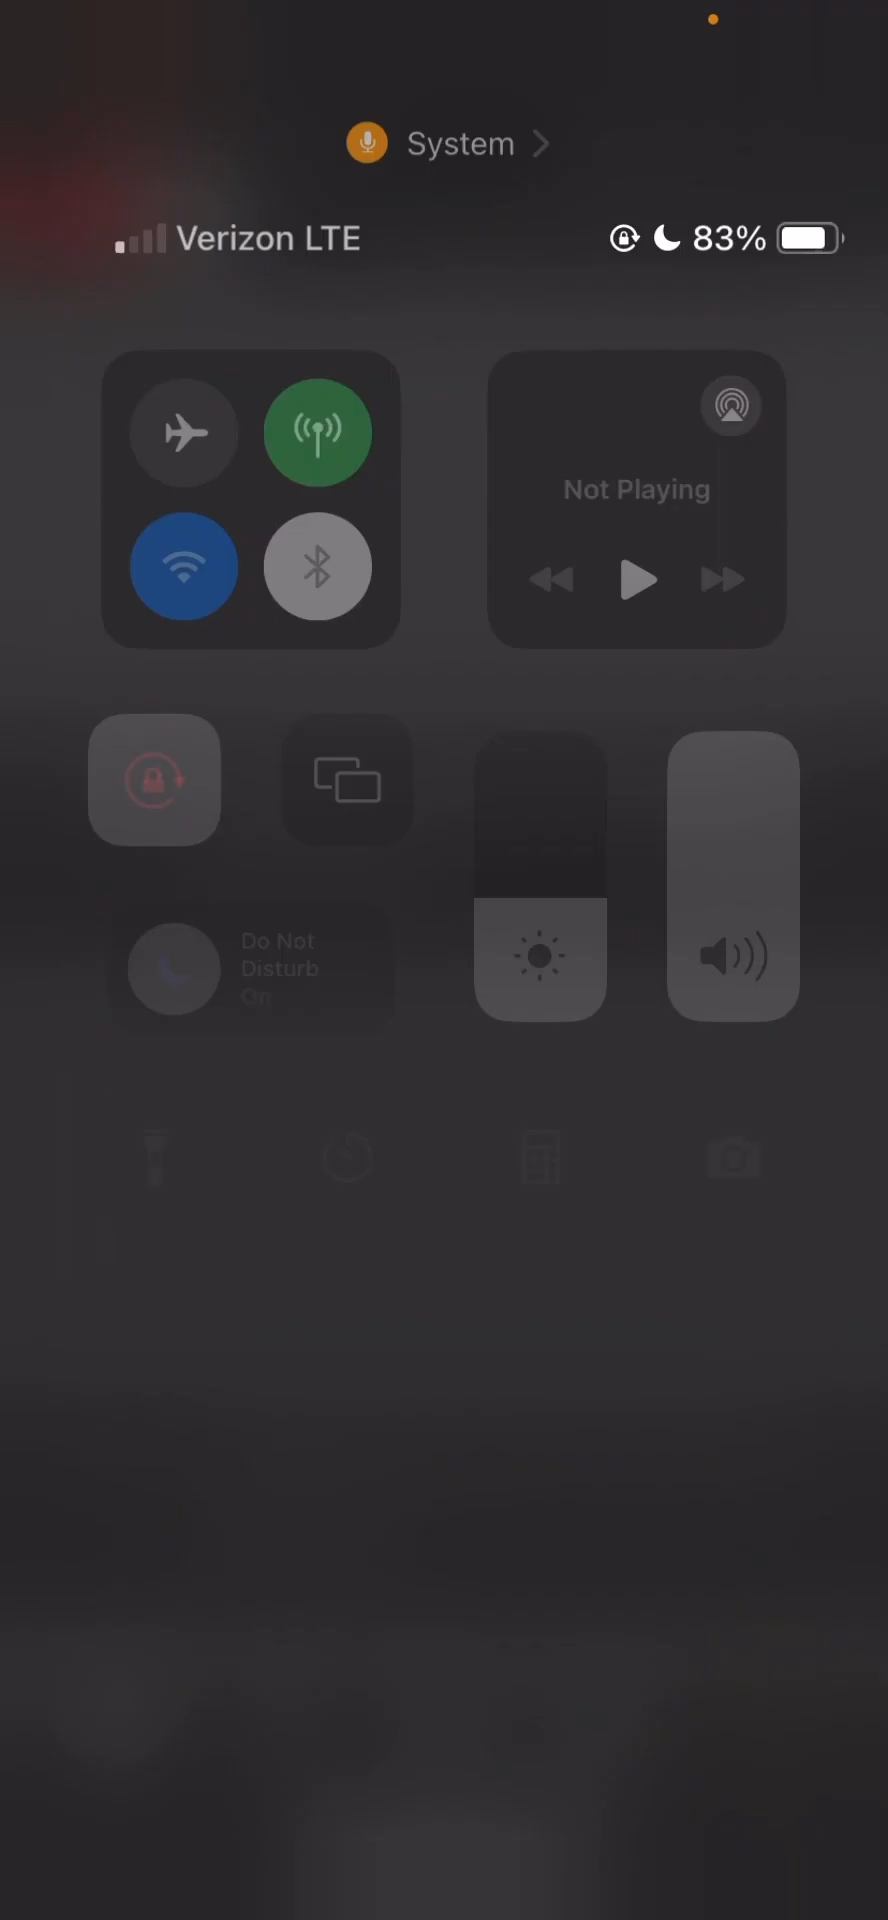 System
Verizon LTE 83%
Not Playing
Do Not
Disturb
On